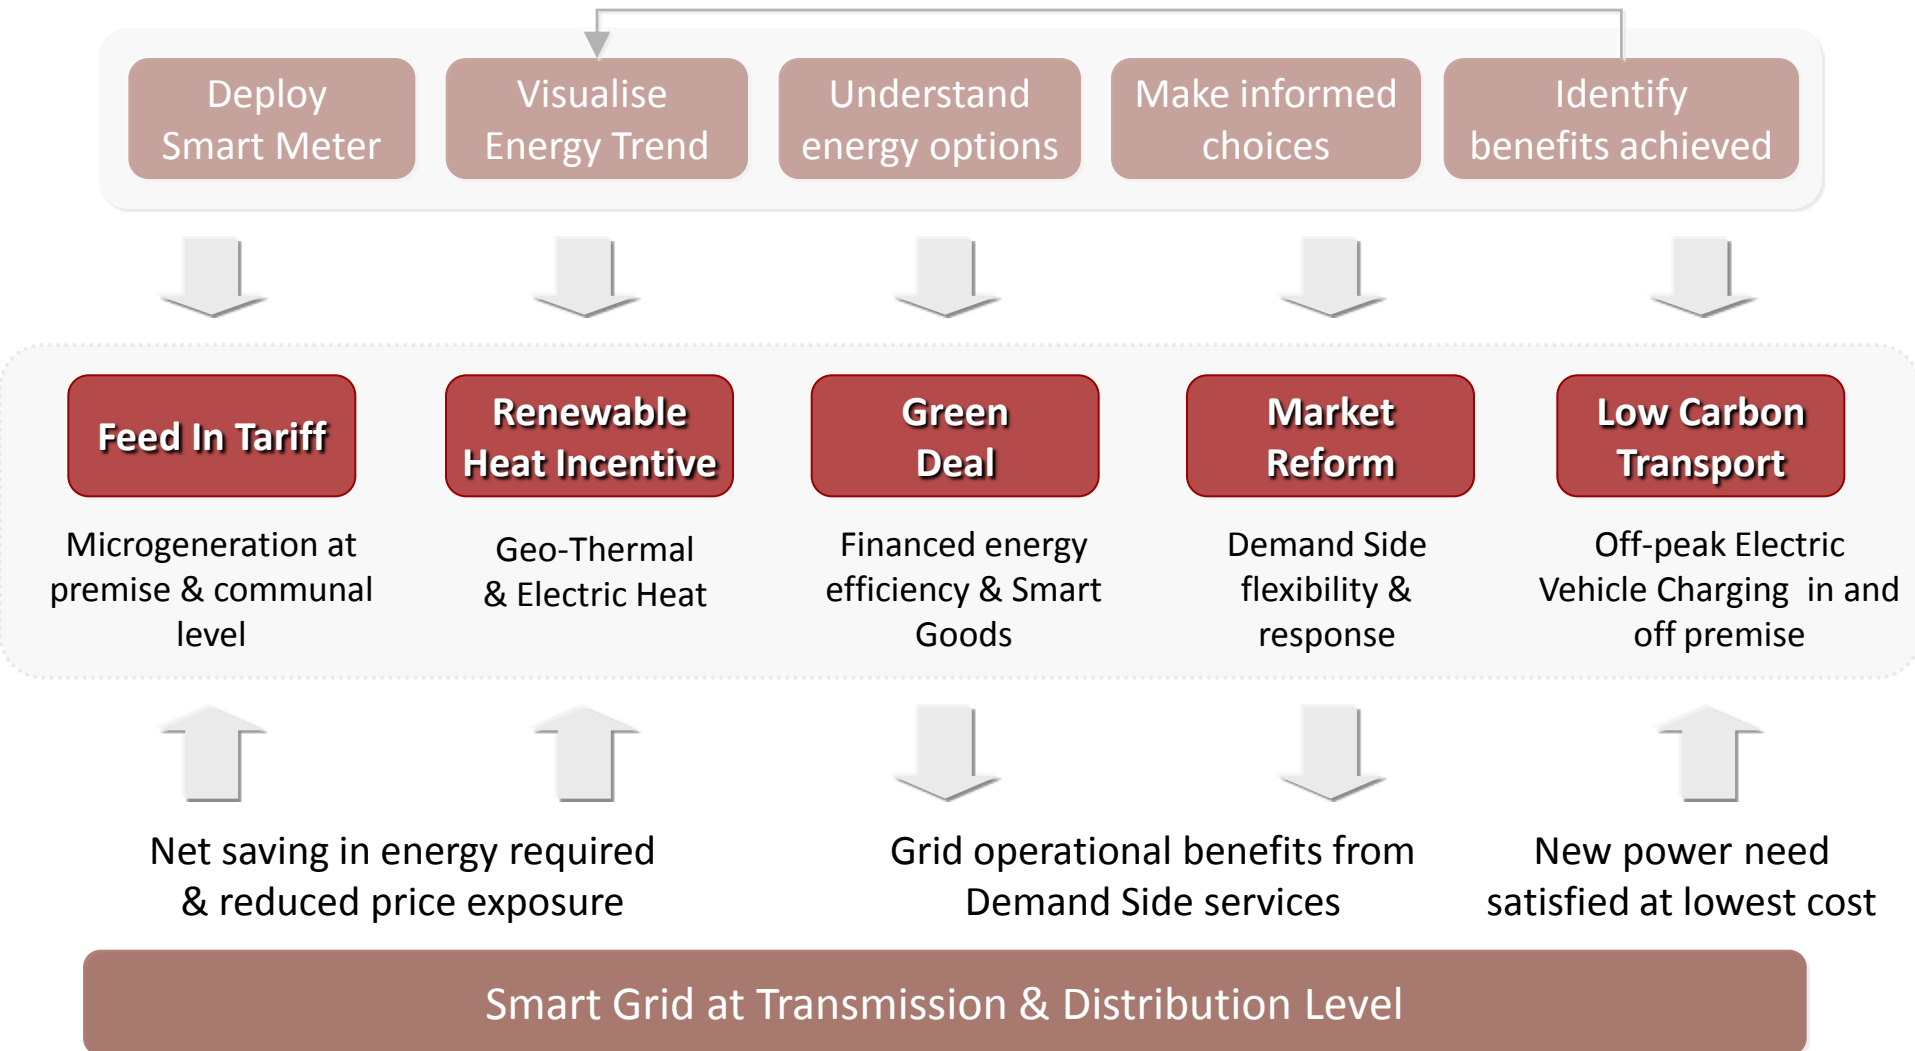 Deploy
Smart Meter
Visualise
Energy Trend
Understand
energy options
Make informed
choices
Identify
benefits achieved
Feed In Tariff
Renewable
Heat Incentive
Green
Deal
Market
Reform
Low Carbon
Transport
Microgeneration at
premise & communal
level
Geo-Thermal
& Electric Heat
Financed energy
efficiency & Smart
Goods
Demand Side
flexibility &
response
Off-peak Electric
Vehicle Charging  in and
off premise
Net saving in energy required
& reduced price exposure
Grid operational benefits from
Demand Side services
New power need
satisfied at lowest cost
Smart Grid at Transmission & Distribution Level